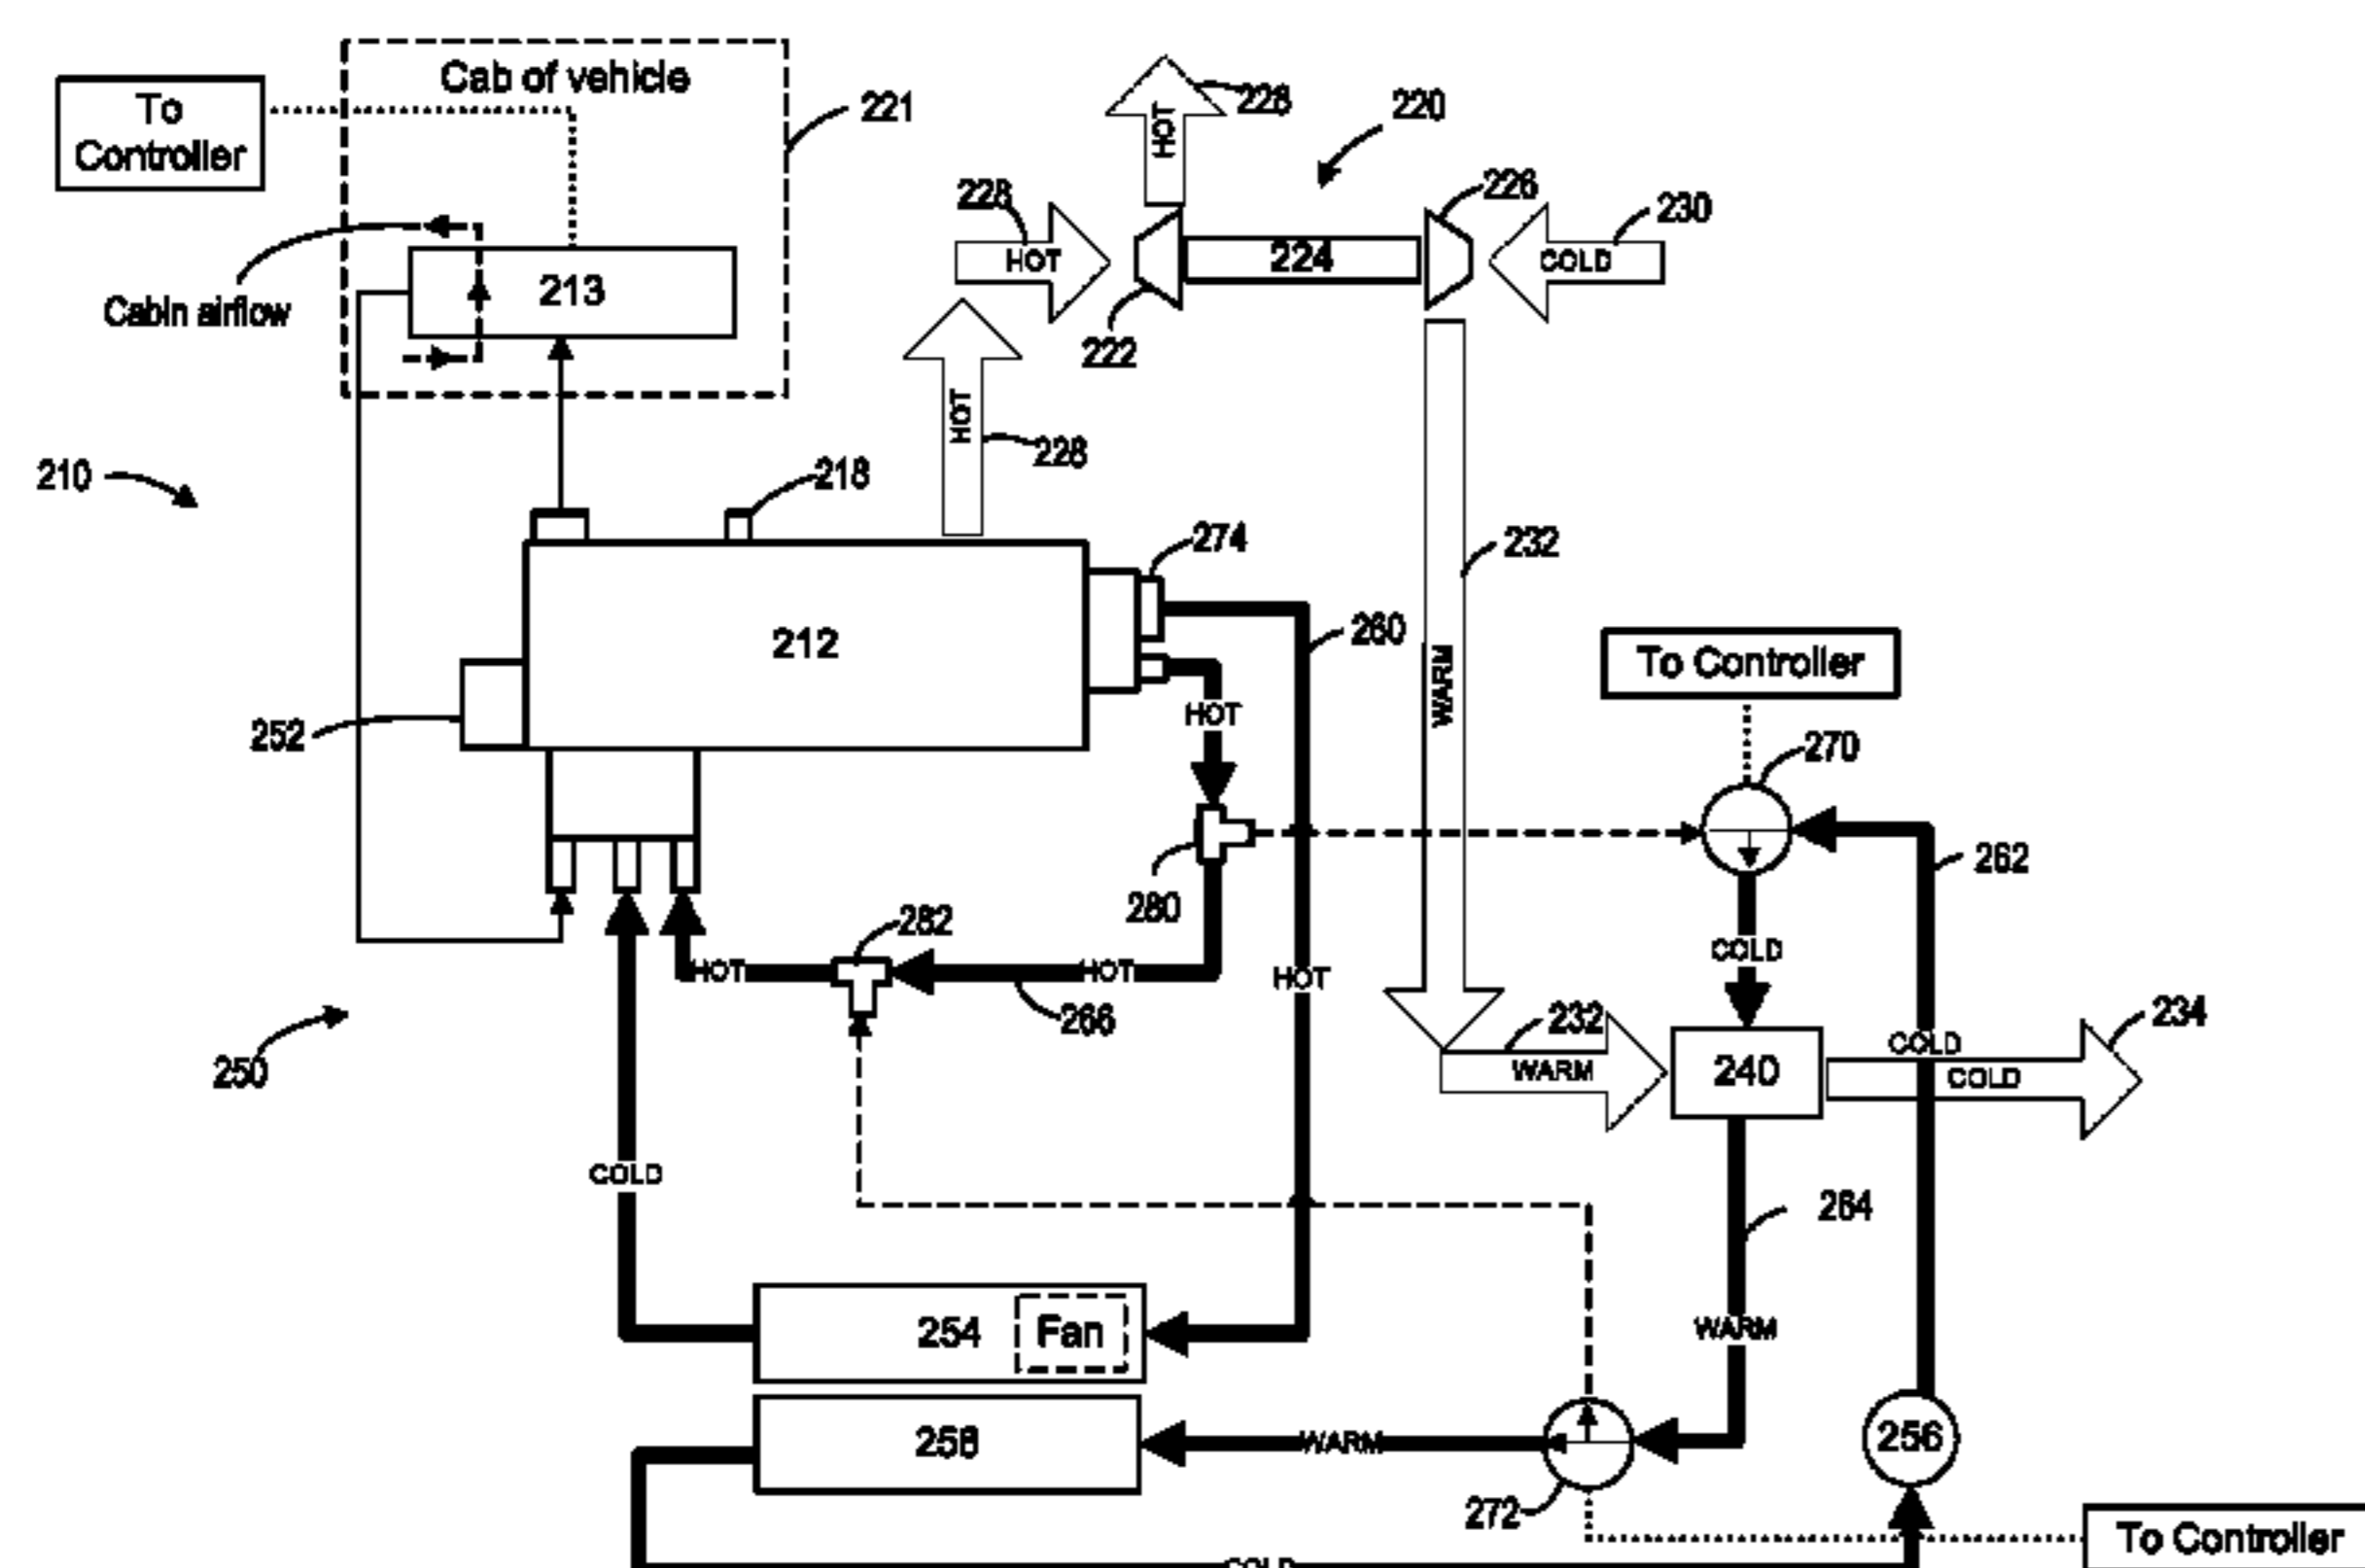 Cab of vehicle
To
Controller
221
228
HOT
220
226
228
230
HOT
224
COLD
213
Cabin airflow
222
HOT
210
228
218
274
232
212
260
WARM
To Controller
HOT
252
270
262
280
282
COLD
HOT
HOT
HOT
266
232
234
COLD
250
WARM
240
COLD
COLD
264
254
Fan
WARM
258
WARM
256
272
To Controller
COLD